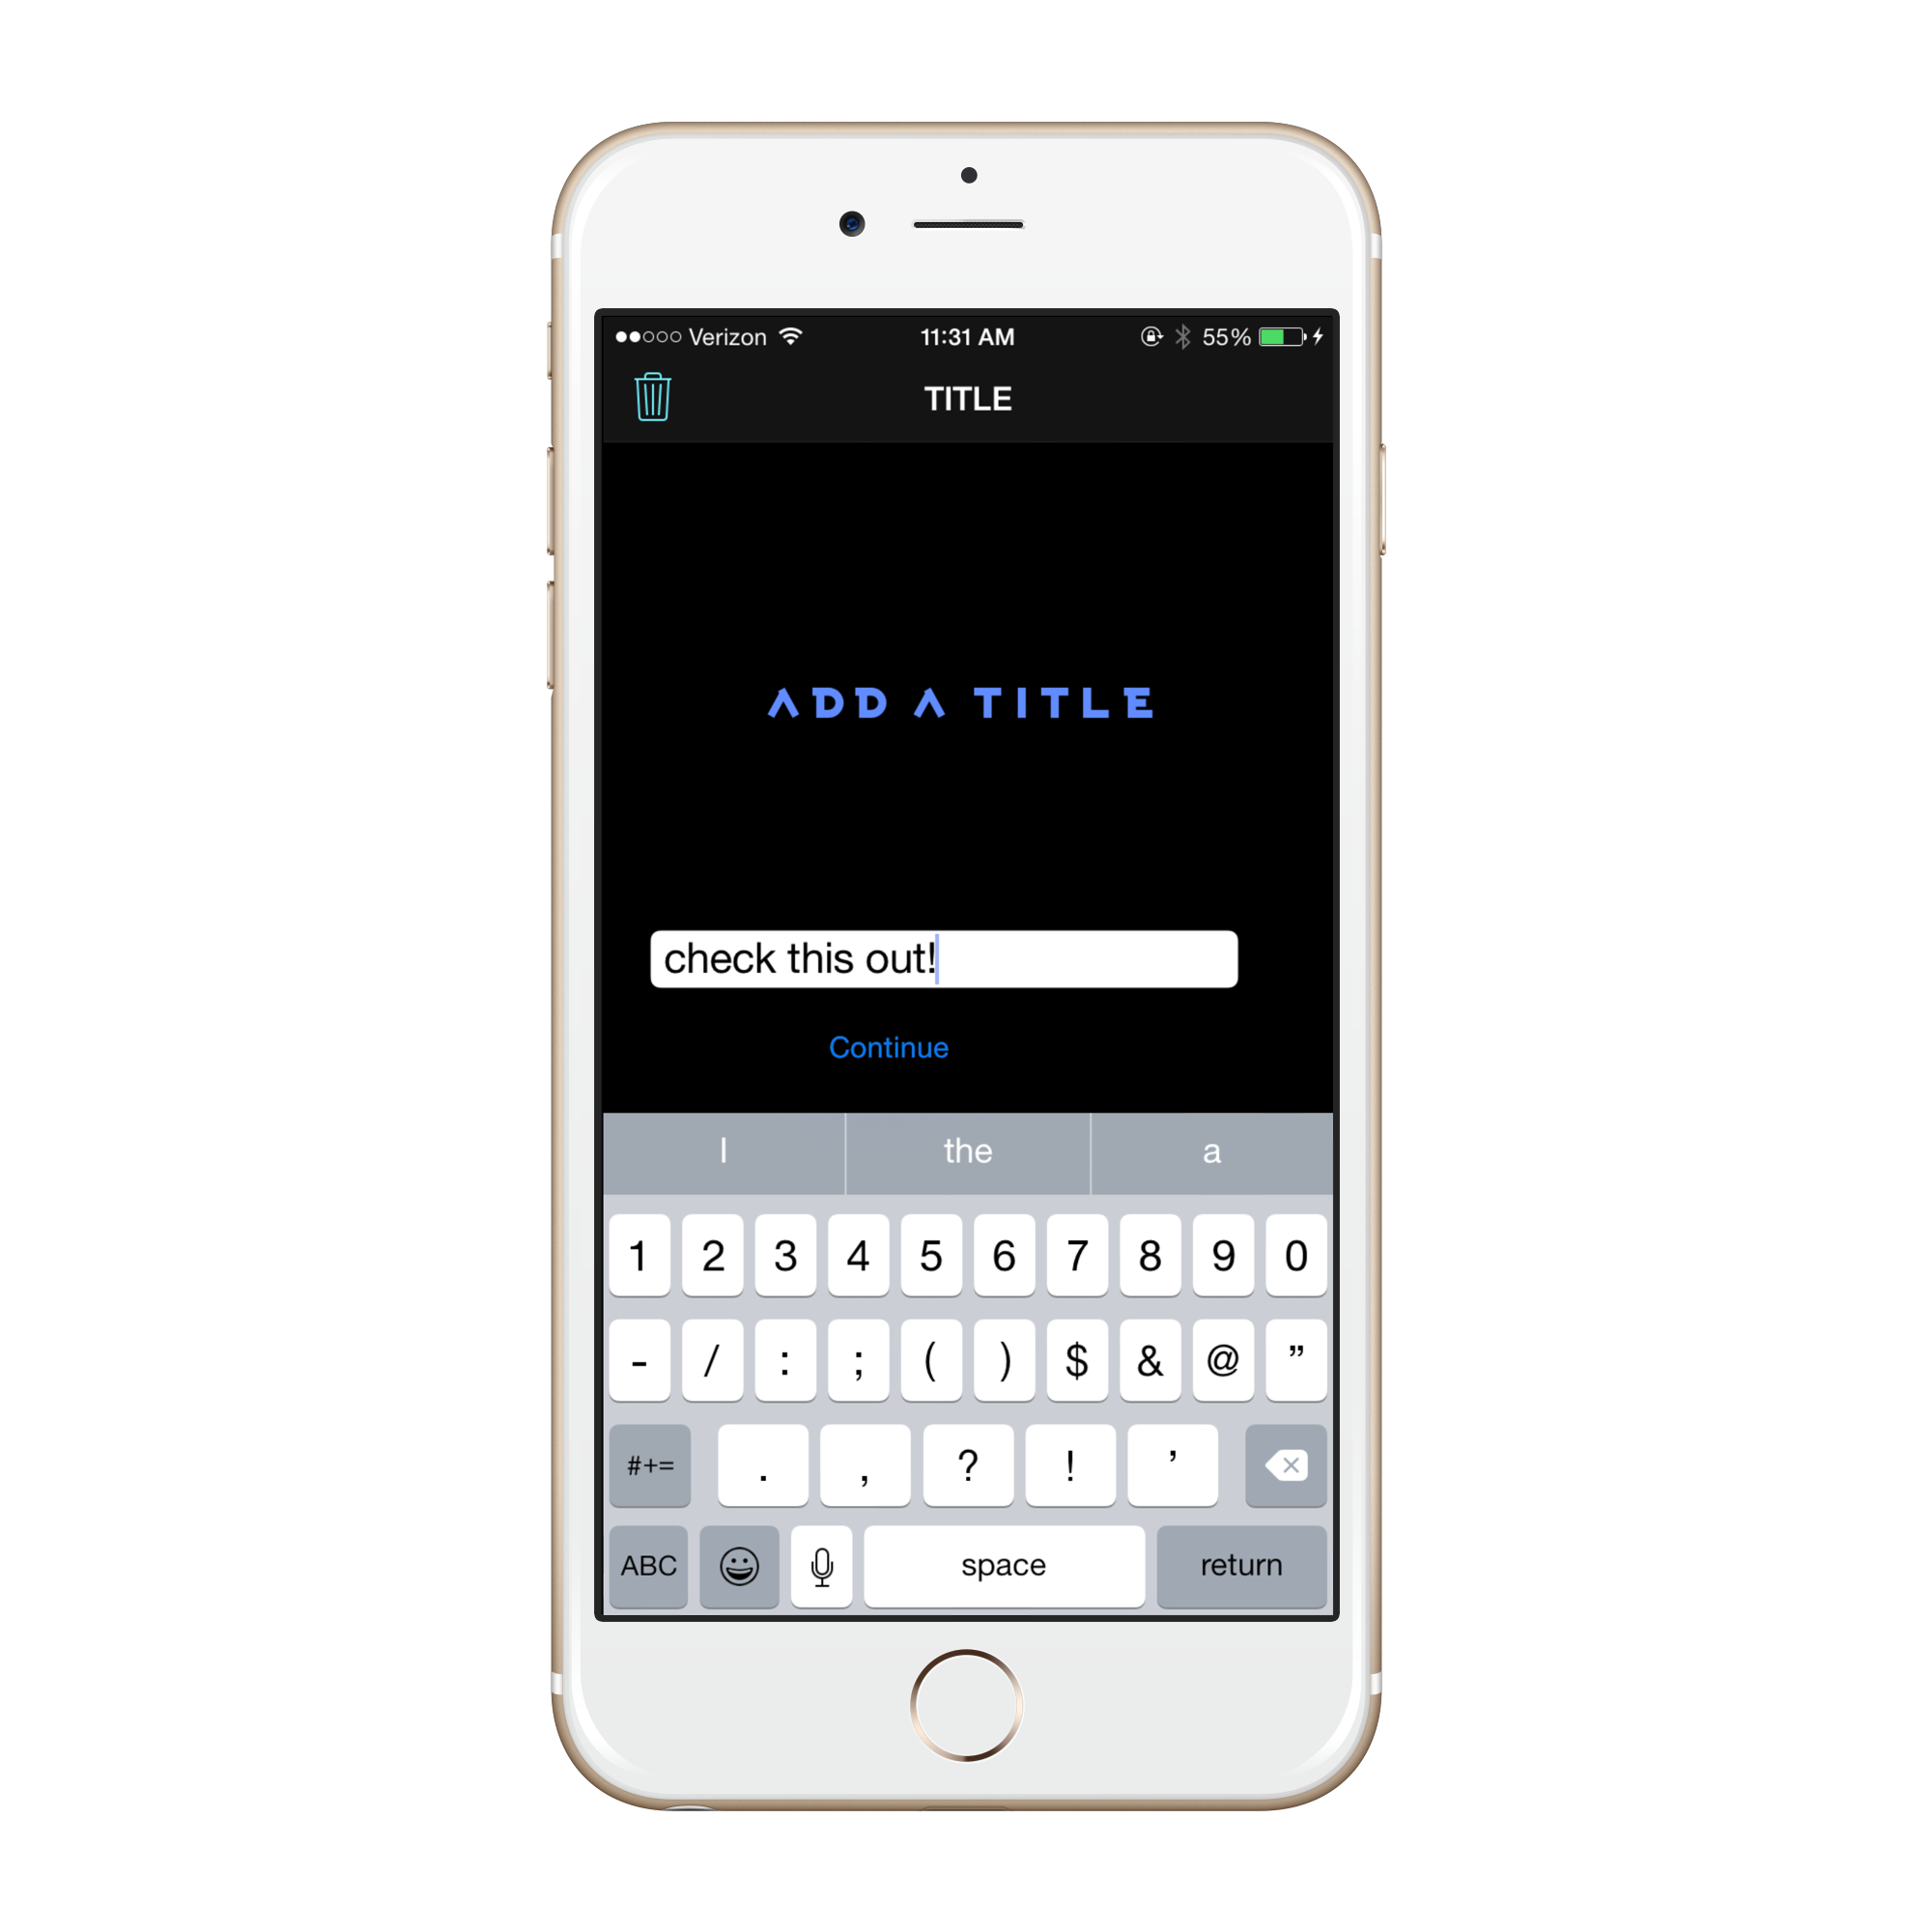 Verizon 11:31 AM 55%
TITLE
ADD A TITLE
check this out!
Continue
I the a
1 2 3 4 5 6 7 8 9 0
- / : ; ( ) $ & @ ”
#+= . , ? ! ’
ABC space return